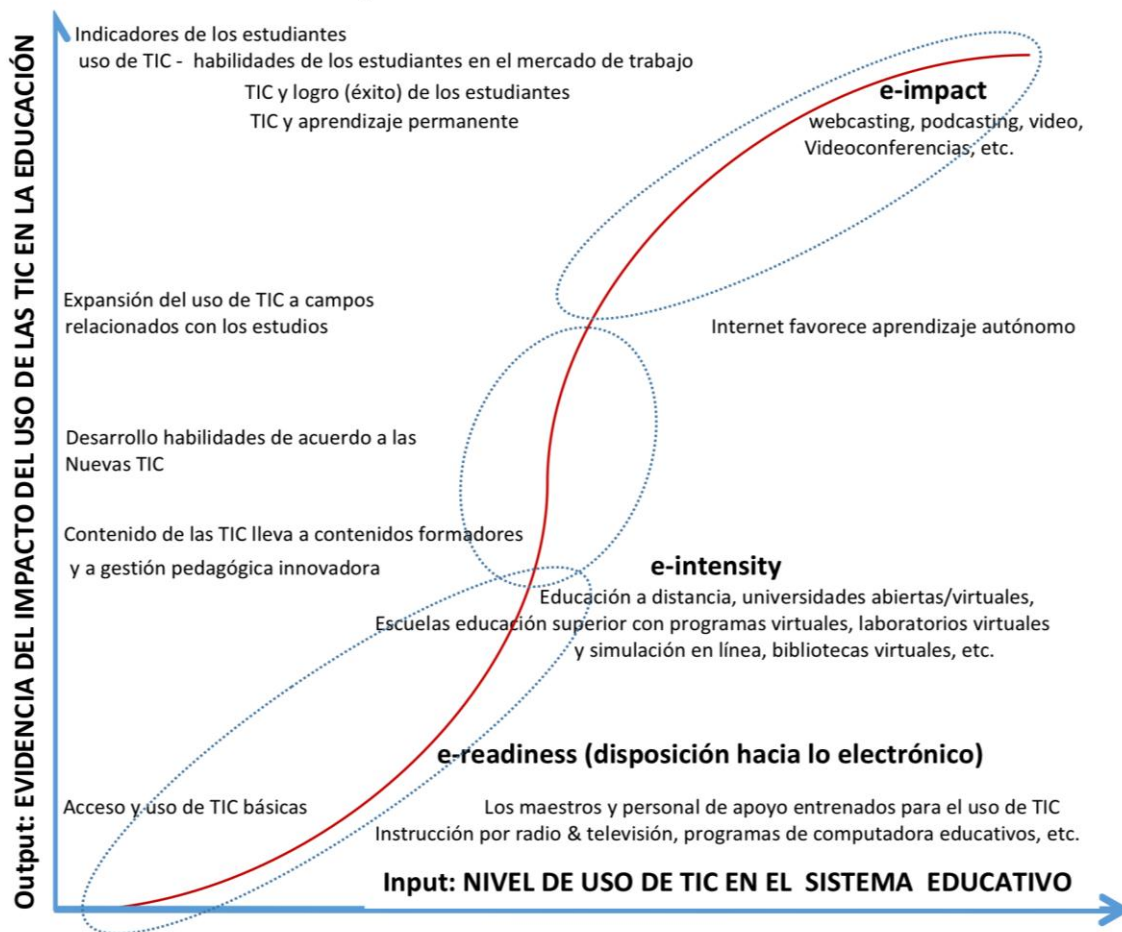 Output: EVIDENCIA DEL IMPACTO DEL USO DE LAS TIC EN LA EDUCACIÓN
Indicadores de los estudiantes
uso de TIC - habilidades de los estudiantes en el mercado de trabajo
TIC y logro (éxito) de los estudiantes
TIC y aprendizaje permanente
e-impact
webcasting, podcasting, video,
Videoconferencias, etc.
Expansión del uso de TIC a campos
relacionados con los estudios
Internet favorece aprendizaje autónomo
Desarrollo habilidades de acuerdo a las
Nuevas TIC
Contenido de las TIC lleva a contenidos formadores
y a gestión pedagógica innovadora
e-intensity
Educación a distancia, universidades abiertas/virtuales,
Escuelas educación superior con programas virtuales, laboratorios virtuales
y simulación en línea, bibliotecas virtuales, etc.
e-readiness (disposición hacia lo electrónico)
Acceso y uso de TIC básicas
Los maestros y personal de apoyo entrenados para el uso de TIC
Instrucción por radio & televisión, programas de computadora educativos, etc.
Input: NIVEL DE USO DE TIC EN EL SISTEMA EDUCATIVO